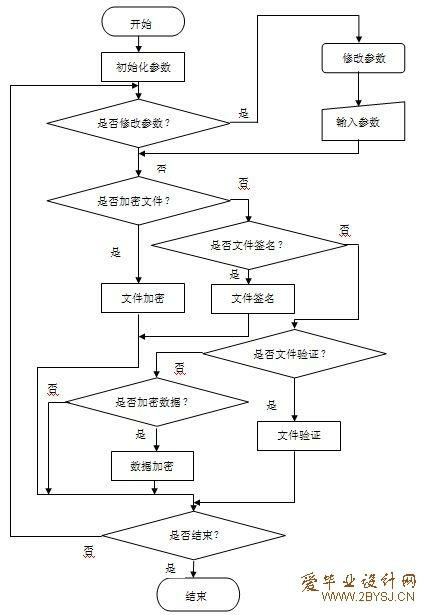 开始
初始化参数
修改参数
是否修改参数？
是
输入参数
否
是否加密文件？
否
是否文件签名？
否
是
是
文件加密
文件签名
是否文件验证？
否
否
是否加密数据？
是
是
文件验证
数据加密
是否结束？
否
是
结束
爱毕业设计网
www.2BYSJ.CN